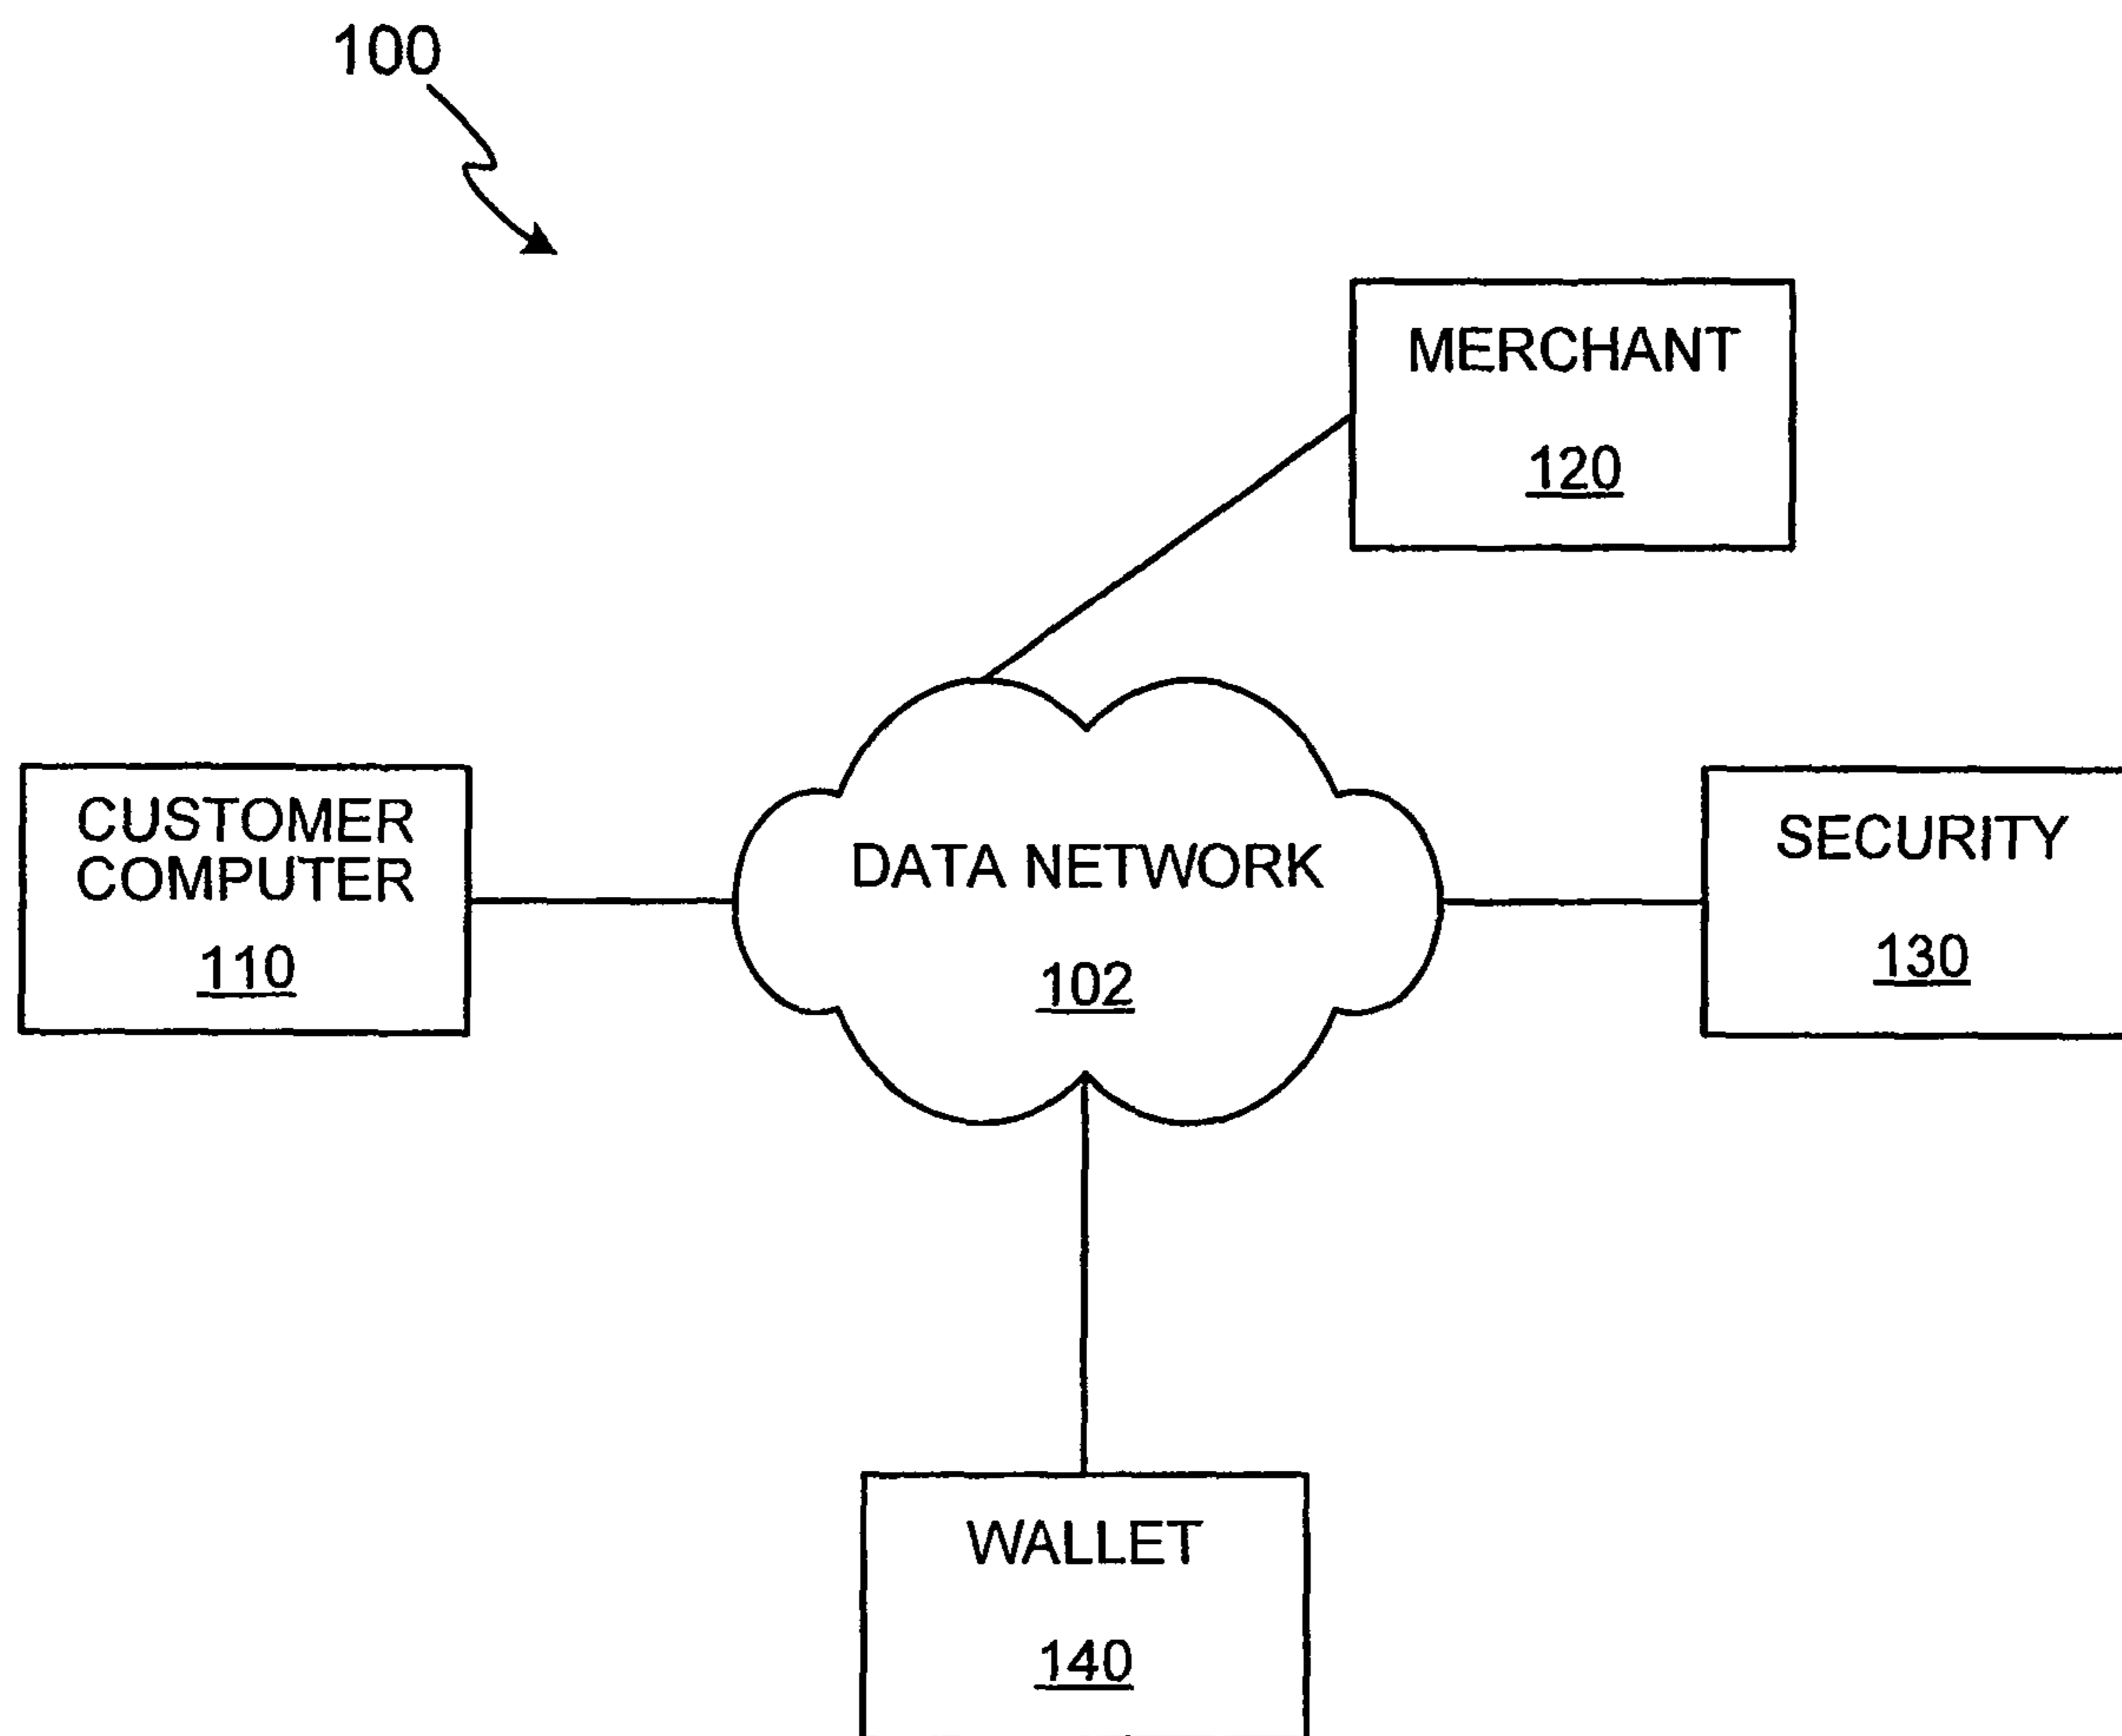 100
MERCHANT
120
CUSTOMER
COMPUTER
110
DATA NETWORK
102
SECURITY
130
WALLET
140